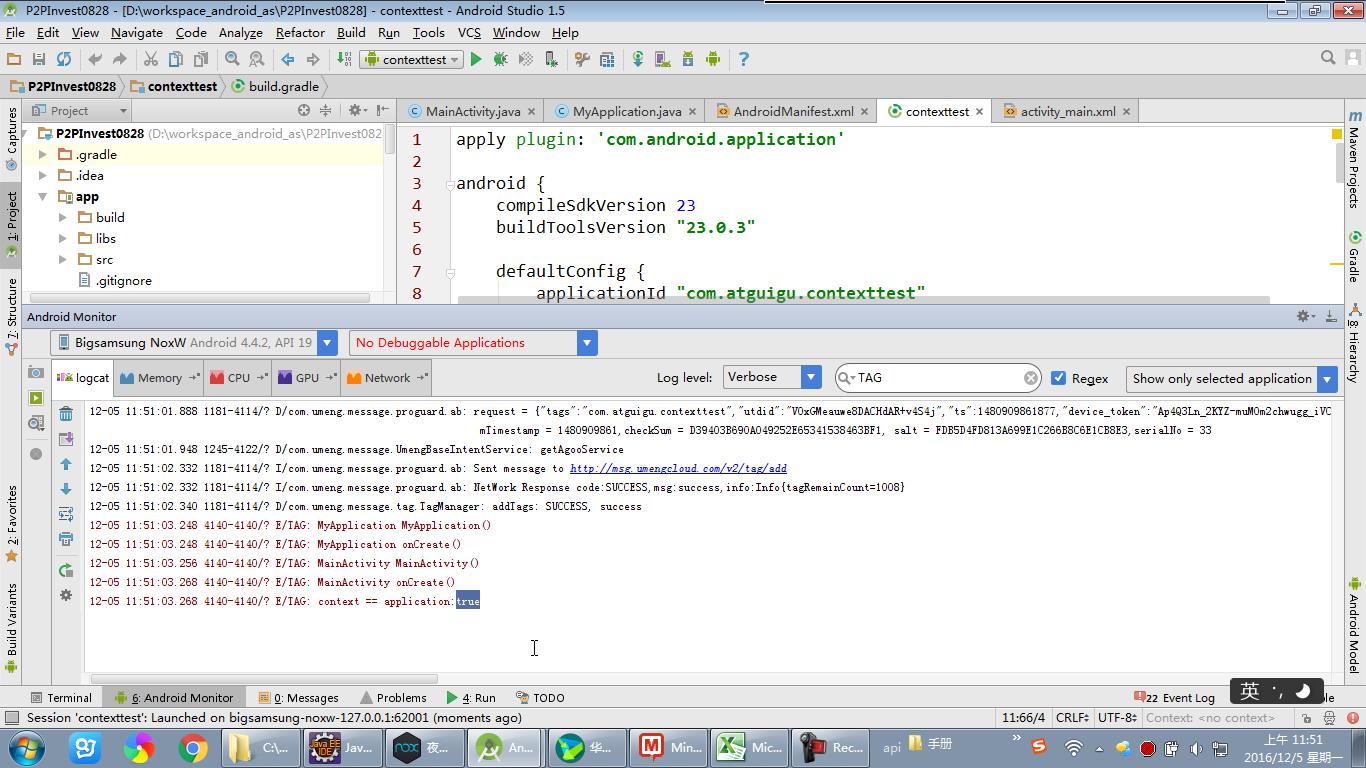 P2PInvest0828 - [D:\workspace_android_as\P2PInvest0828] - contexttest - Android Studio 1.5
File Edit View Navigate Code Analyze Refactor Build Run Tools VCS Window Help
contexttest
P2PInvest0828 contexttest build.gradle
Captures
1: Project
7: Structure
2: Favorites
Build Variants
Project
P2PInvest0828 (D:\workspace_android_as\P2PInvest082
.gradle
.idea
app
build
libs
src
.gitignore
MainActivity.java MyApplication.java AndroidManifest.xml contexttest activity_main.xml
1 apply plugin: 'com.android.application'
2
3 android {
4 compileSdkVersion 23
5 buildToolsVersion "23.0.3"
6
7 defaultConfig {
8 applicationId "com.atguigu.contexttest"
Maven Projects
Gradle
8: Hierarchy
Android Model
Android Monitor
Bigsamsung NoxW Android 4.4.2, API 19 No Debuggable Applications
logcat Memory CPU GPU Network Log level: Verbose TAG Regex Show only selected application
12-05 11:51:01.888 1181-4114/? D/com.umeng.message.proguard.ab: request = {"tags":"com.atguigu.contexttest","utdid":"VOxGMeauwe8DACHdAR+v4S4j","ts":1480909861877,"device_token":"Ap4Q3Ln_2KYZ-muMOm2chwugg_iVC
mTimestamp = 1480909861,checkSum = D39403B690A049252E65341538463BF1, salt = FDB5D4FD813A699E1C266B8C6E1CB8E3,serialNo = 33
12-05 11:51:01.948 1245-4122/? D/com.umeng.message.UmengBaseIntentService: getAgooService
12-05 11:51:02.332 1181-4114/? I/com.umeng.message.proguard.ab: Sent message to http://msg.umengcloud.com/v2/tag/add
12-05 11:51:02.332 1181-4114/? I/com.umeng.message.proguard.ab: NetWork Response code:SUCCESS,msg:success,info:Info{tagRemainCount=1008}
12-05 11:51:02.340 1181-4114/? D/com.umeng.message.tag.TagManager: addTags: SUCCESS, success
12-05 11:51:03.248 4140-4140/? E/TAG: MyApplication MyApplication()
12-05 11:51:03.248 4140-4140/? E/TAG: MyApplication onCreate()
12-05 11:51:03.256 4140-4140/? E/TAG: MainActivity MainActivity()
12-05 11:51:03.268 4140-4140/? E/TAG: MainActivity onCreate()
12-05 11:51:03.268 4140-4140/? E/TAG: context == application:true
Terminal 6: Android Monitor 0: Messages Problems 4: Run TODO 22 Event Log
英
Session 'contexttest': Launched on bigsamsung-noxw-127.0.0.1:62001 (moments ago) 11:66/4 CRLF UTF-8 Context: <no context>
C:\... Jav... 夜... An... 华... Min... Mic... Rec... api 手册
上午 11:51
2016/12/5 星期一